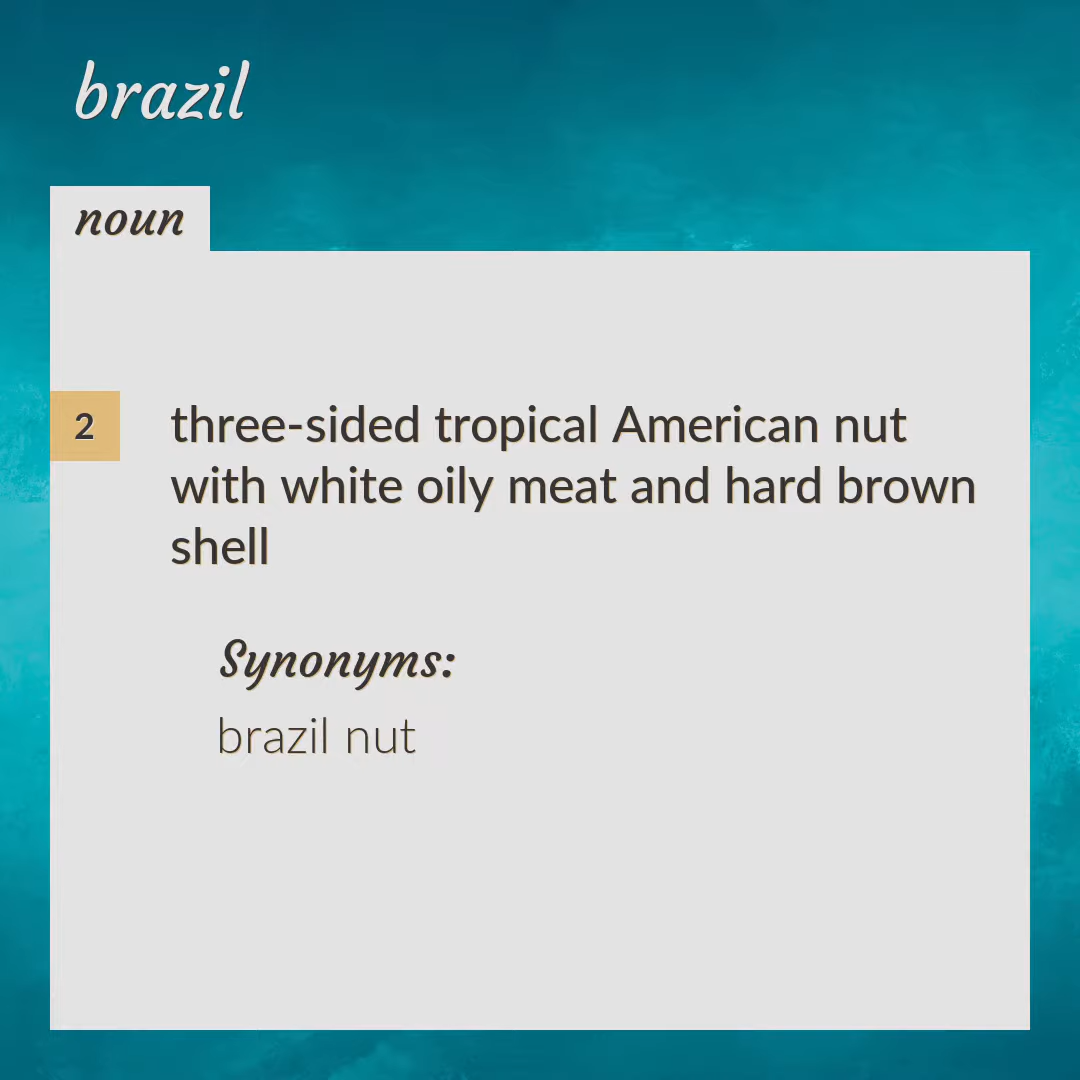 brazil
noun
2
three-sided tropical American nut
with white oily meat and hard brown
shell
Synonyms:
brazil nut